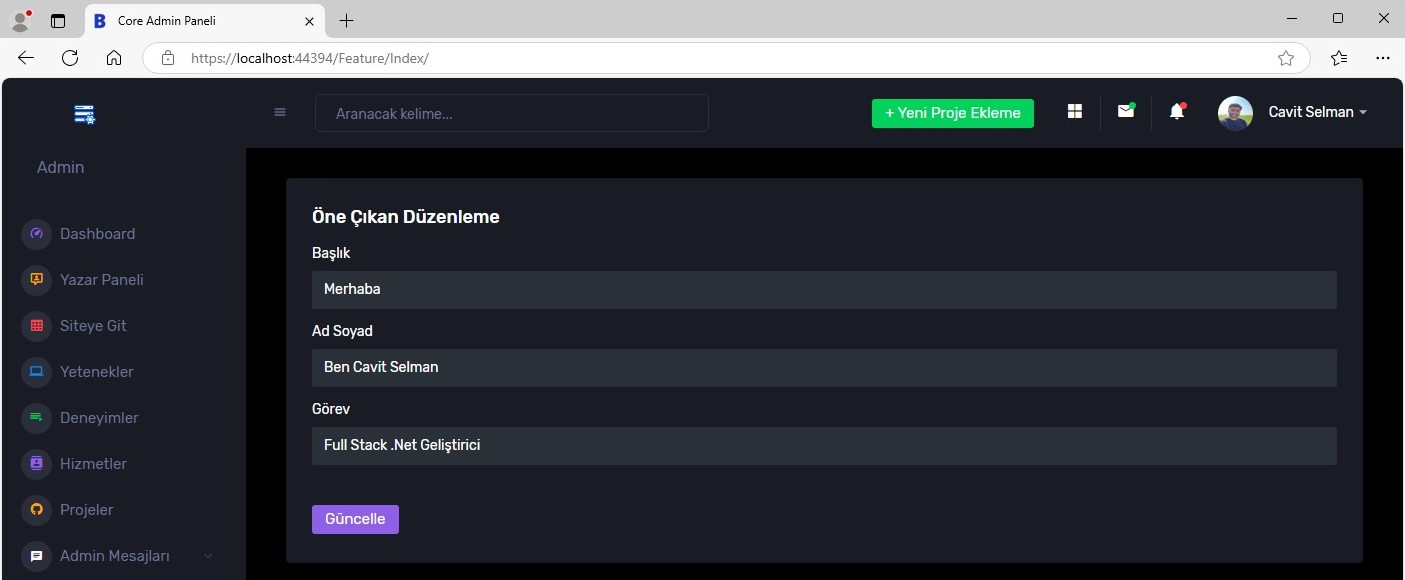 Core Admin Paneli
https://localhost:44394/Feature/Index/
Aranacak kelime...
+ Yeni Proje Ekleme
Cavit Selman
Admin
Dashboard
Yazar Paneli
Siteye Git
Yetenekler
Deneyimler
Hizmetler
Projeler
Admin Mesajları
Öne Çıkan Düzenleme
Başlık
Merhaba
Ad Soyad
Ben Cavit Selman
Görev
Full Stack .Net Geliştirici
Güncelle